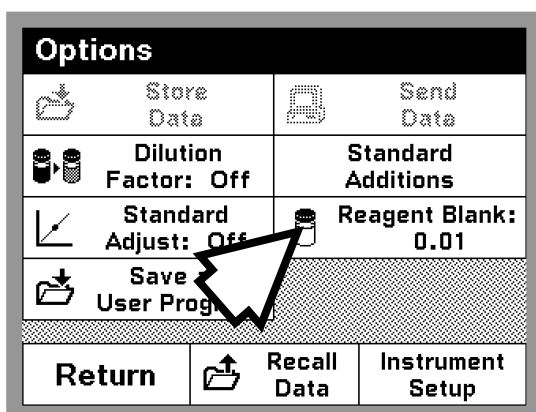 Options
Store
Data
Send
Data
Dilution
Factor: Off
Standard
Additions
Standard
Adjust: Off
Reagent Blank:
0.01
Save
User
Return
Recall
Data
Instrument
Setup